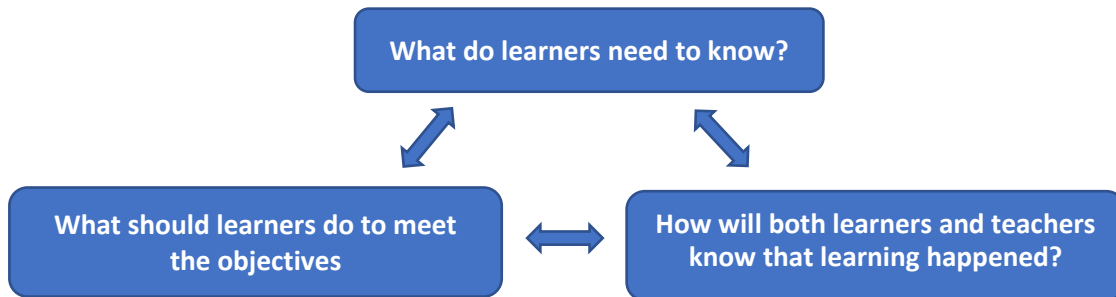 What do learners need to know?
What should learners do to meet
the objectives
How will both learners and teachers
know that learning happened?